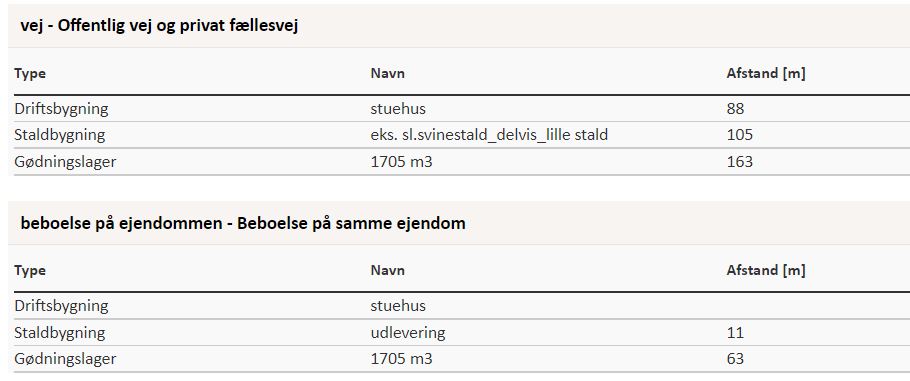 vej - Offentlig vej og privat fællesvej
Type Navn Afstand [m]
Driftsbygning stuehus 88
Staldbygning eks. sl.svinestald_delvis_lille stald 105
Gødningslager 1705 m3 163
beboelse på ejendommen - Beboelse på samme ejendom
Type Navn Afstand [m]
Driftsbygning stuehus
Staldbygning udlevering 11
Gødningslager 1705 m3 63